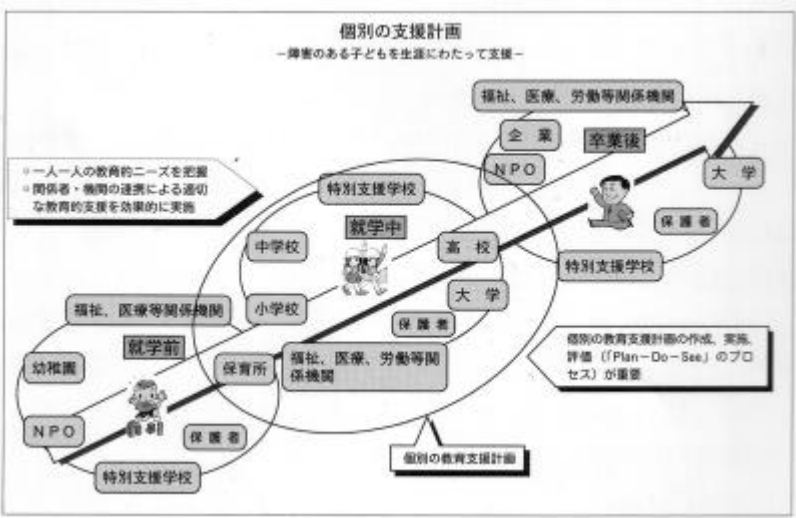 個別の支援計画
－障害のある子どもを生涯にわたって支援－
福祉、医療、労働等関係機関
企業
卒業後
NPO
大学
保護者
特別支援学校
○一人一人の教育的ニーズを把握
○関係者・機関の連携による適切
な教育的支援を効果的に実施
特別支援学校
就学中
中学校
高校
小学校
大学
保護者
福祉、医療、労働等関
係機関
福祉、医療等関係機関
就学前
幼稚園
保育所
NPO
保護者
特別支援学校
個別の教育支援計画の作成、実施、
評価（「Plan－Do－See」のプロ
セス）が重要
個別の教育支援計画